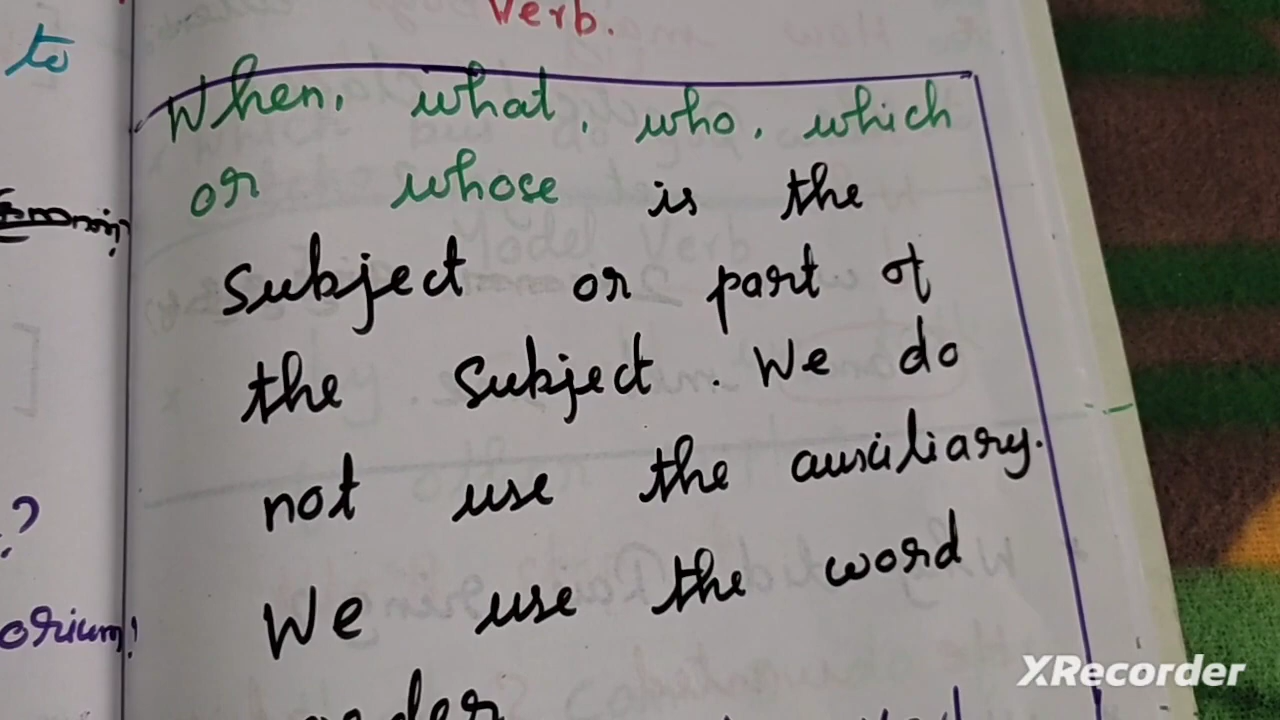 verb.
to
When, what, who, which
or whose is the
subject or part of
the subject. We do
not use the auxiliary.
We use the word
XRecorder